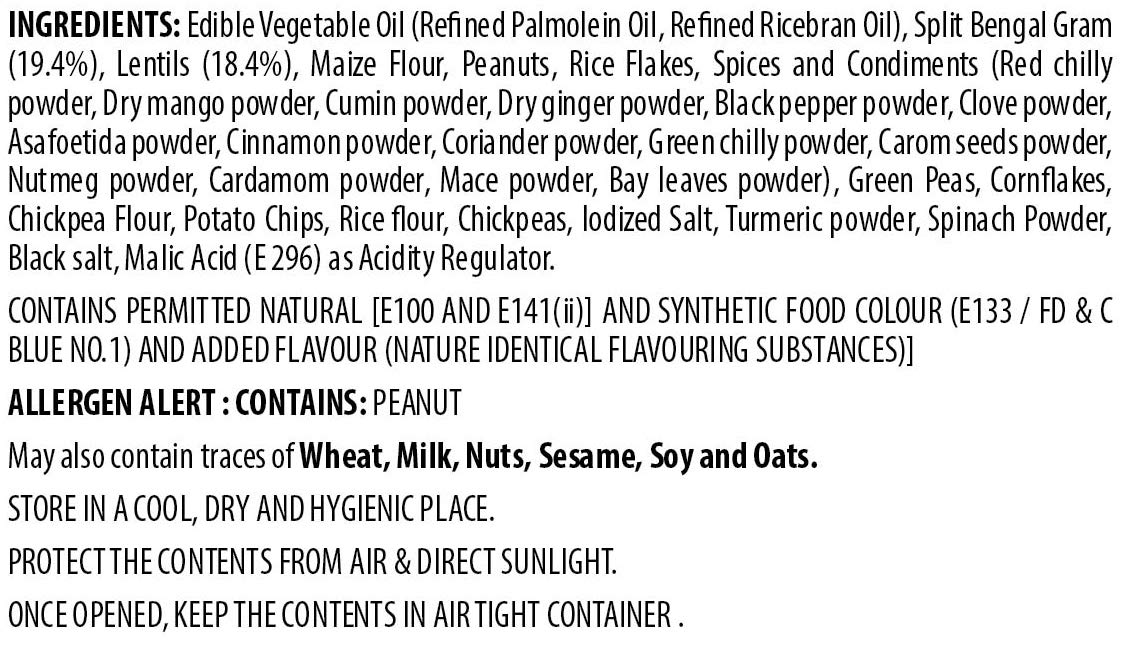 INGREDIENTS: Edible Vegetable Oil (Refined Palmolein Oil, Refined Ricebran Oil), Split Bengal Gram
(19.4%), Lentils (18.4%), Maize Flour, Peanuts, Rice Flakes, Spices and Condiments (Red chilly
powder, Dry mango powder, Cumin powder, Dry ginger powder, Black pepper powder, Clove powder,
Asafoetida powder, Cinnamon powder, Coriander powder, Green chilly powder, Carom seeds powder,
Nutmeg powder, Cardamom powder, Mace powder, Bay leaves powder), Green Peas, Cornflakes,
Chickpea Flour, Potato Chips, Rice flour, Chickpeas, Iodized Salt, Turmeric powder, Spinach Powder,
Black salt, Malic Acid (E 296) as Acidity Regulator.
CONTAINS PERMITTED NATURAL [E100 AND E141(ii)] AND SYNTHETIC FOOD COLOUR (E133 / FD & C
BLUE NO.1) AND ADDED FLAVOUR (NATURE IDENTICAL FLAVOURING SUBSTANCES)]
ALLERGEN ALERT : CONTAINS: PEANUT
May also contain traces of Wheat, Milk, Nuts, Sesame, Soy and Oats.
STORE IN A COOL, DRY AND HYGIENIC PLACE.
PROTECT THE CONTENTS FROM AIR & DIRECT SUNLIGHT.
ONCE OPENED, KEEP THE CONTENTS IN AIR TIGHT CONTAINER .